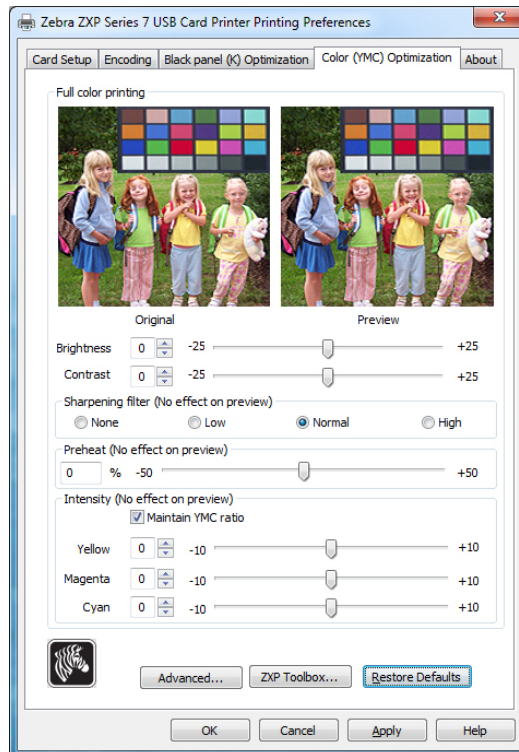 Zebra ZXP Series 7 USB Card Printer Printing Preferences
Card Setup Encoding Black panel (K) Optimization Color (YMC) Optimization About
Full color printing
Original Preview
Brightness 0 -25 +25
Contrast 0 -25 +25
Sharpening filter (No effect on preview)
None Low Normal High
Preheat (No effect on preview)
0 % -50 +50
Intensity (No effect on preview)
Maintain YMC ratio
Yellow 0 -10 +10
Magenta 0 -10 +10
Cyan 0 -10 +10
Advanced... ZXP Toolbox... Restore Defaults
OK Cancel Apply Help